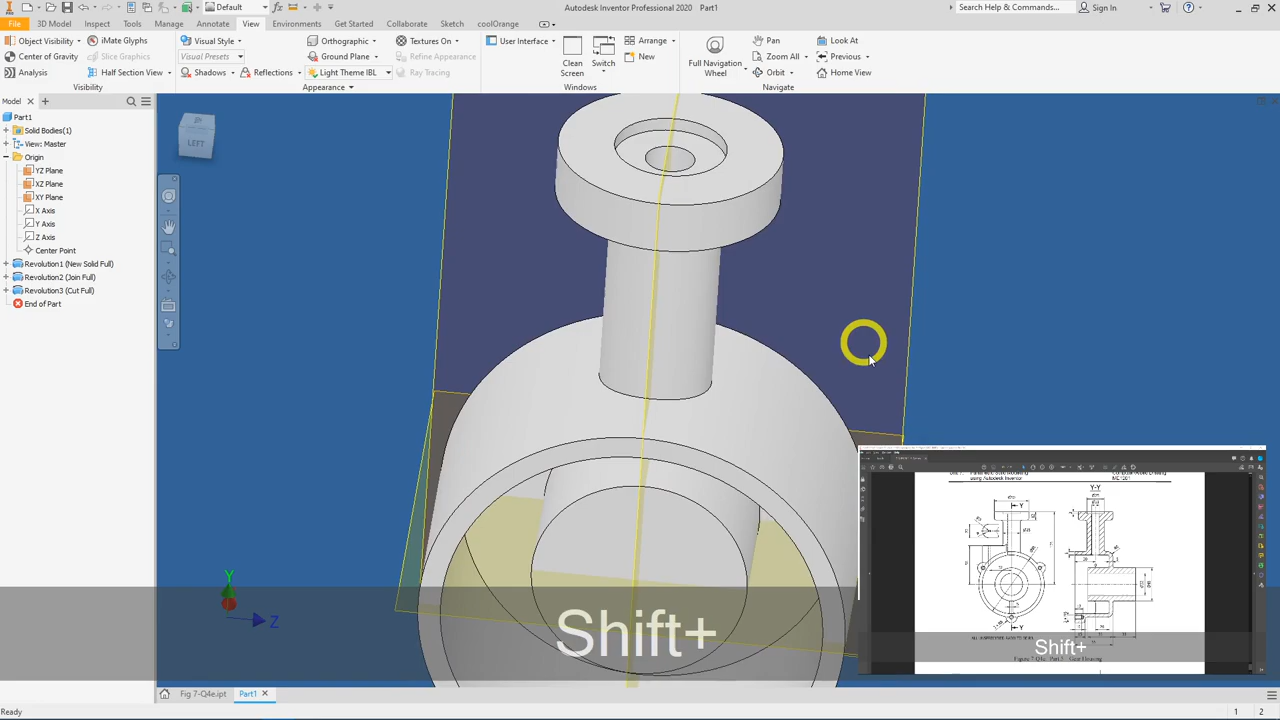 Default
Autodesk Inventor Professional 2020 Part1
Search Help & Commands...
Sign In
File
3D Model
Inspect
Tools
Manage
Annotate
View
Environments
Get Started
Collaborate
Sketch
coolOrange
Object Visibility
iMate Glyphs
Visual Style
Orthographic
Textures On
User Interface
Arrange
Pan
Look At
Center of Gravity
Slice Graphics
Visual Presets
Ground Plane
Refine Appearance
New
Zoom All
Previous
Analysis
Half Section View
Shadows
Reflections
Light Theme IBL
Ray Tracing
Clean Screen
Switch
Full Navigation Wheel
Orbit
Home View
Visibility
Appearance
Windows
Navigate
Model
Part1
Solid Bodies(1)
View: Master
Origin
YZ Plane
XZ Plane
XY Plane
X Axis
Y Axis
Z Axis
Center Point
Revolution1 (New Solid Full)
Revolution2 (Join Full)
Revolution3 (Cut Full)
End of Part
LEFT
Y
Z
Shift+
using Autodesk Inventor
Y-Y
Y
Y
Shift+
Fig 7-Q4e.ipt
Part1
Ready
1
2